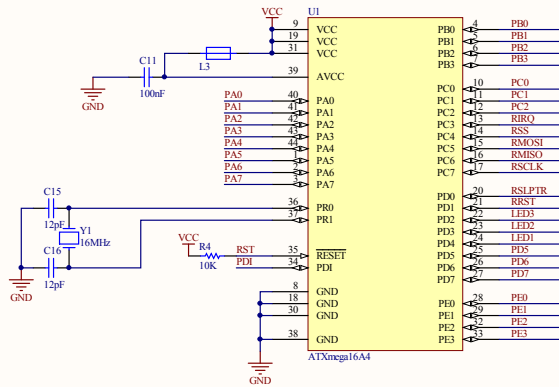 VCC
U1
9 VCC PB0 4 PB0
19 VCC PB1 5 PB1
31 VCC PB2 6 PB2
PB3 7 PB3
C11
L3
39 AVCC
100nF
GND
PC0 10 PC0
PA0 40 PA0 PC1 11 PC1
PA1 41 PA1 PC2 12 PC2
PA2 42 PA2 PC3 13 RIRQ
PA3 43 PA3 PC4 14 RSS
PA4 44 PA4 PC5 15 RMOSI
PA5 1 PA5 PC6 16 RMISO
PA6 2 PA6 PC7 17 RSCLK
PA7 3 PA7
PD0 20 RSLPTR
C15
36 PR0 PD1 21 RRST
12pF
37 PR1 PD2 22 LED3
Y1
16MHz
PD3 23 LED2
VCC
PD4 24 LED1
C16
12pF
GND
R4
10K
RST 35 RESET PD5 25 PD5
PDI 34 PDI PD6 26 PD6
PD7 27 PD7
8 GND
18 GND PE0 28 PE0
30 GND PE1 29 PE1
PE2 32 PE2
38 GND PE3 33 PE3
ATXmega16A4
GND